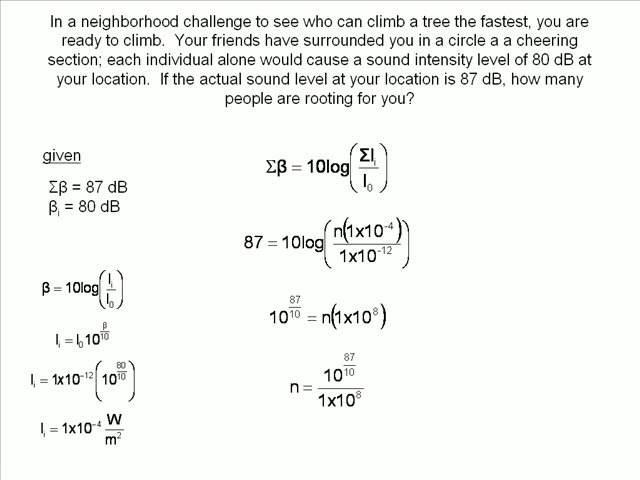 In a neighborhood challenge to see who can climb a tree the fastest, you are
ready to climb.  Your friends have surrounded you in a circle a a cheering
section; each individual alone would cause a sound intensity level of 80 dB at
your location.  If the actual sound level at your location is 87 dB, how many
people are rooting for you?
given
Σβ = 87 dB
βᵢ = 80 dB
β = 10log(Iᵢ/I₀)
Iᵢ = I₀10^(β/10)
Iᵢ = 1x10⁻¹²(10^(80/10))
Iᵢ = 1x10⁻⁴ W/m²
Σβ = 10log(ΣIᵢ/I₀)
87 = 10log(n(1x10⁻⁴)/1x10⁻¹²)
10^(87/10) = n(1x10⁸)
n = 10^(87/10)/1x10⁸